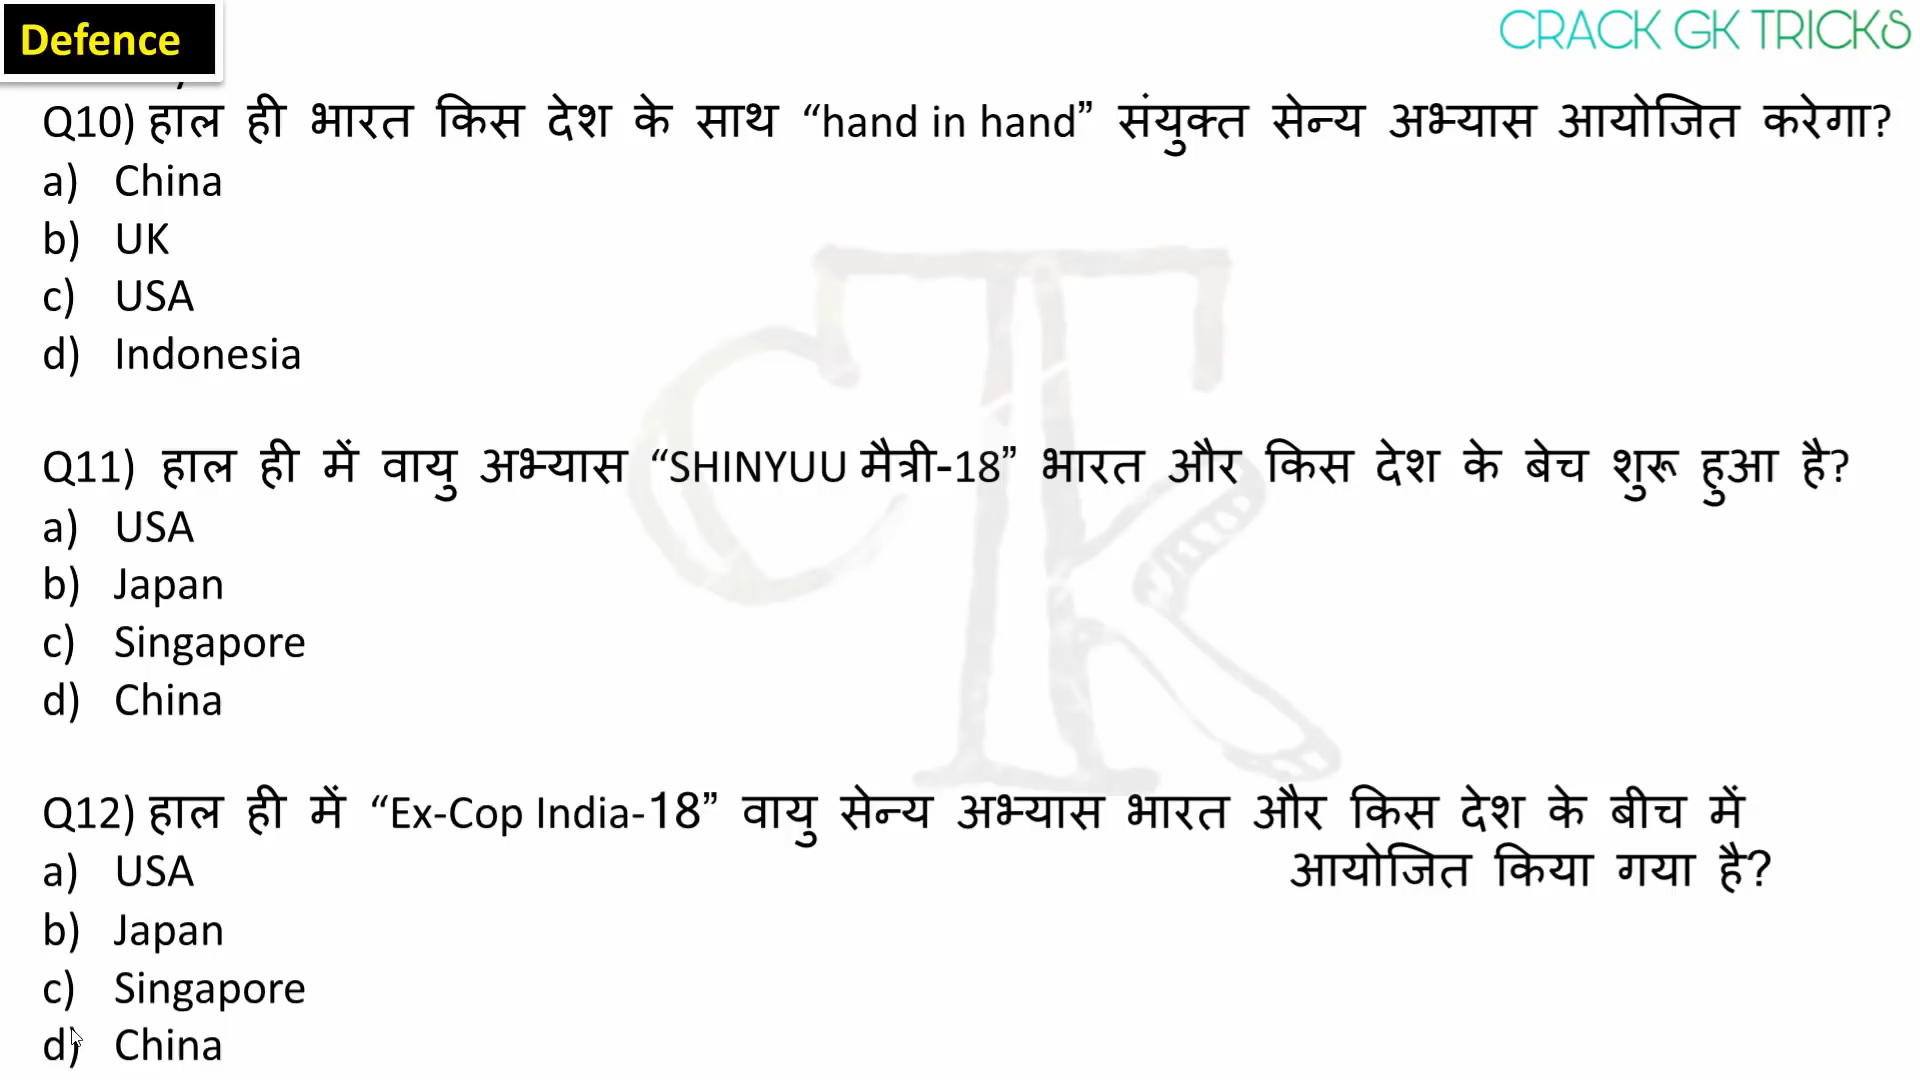 Defence
CRACK GK TRICKS
Q10) हाल ही भारत किस देश के साथ “hand in hand” संयुक्त सेन्य अभ्यास आयोजित करेगा?
a) China
b) UK
c) USA
d) Indonesia
Q11) हाल ही में वायु अभ्यास “SHINYUU मैत्री-18” भारत और किस देश के बेच शुरू हुआ है?
a) USA
b) Japan
c) Singapore
d) China
Q12) हाल ही में “Ex-Cop India-18” वायु सेन्य अभ्यास भारत और किस देश के बीच में
आयोजित किया गया है?
a) USA
b) Japan
c) Singapore
d) China